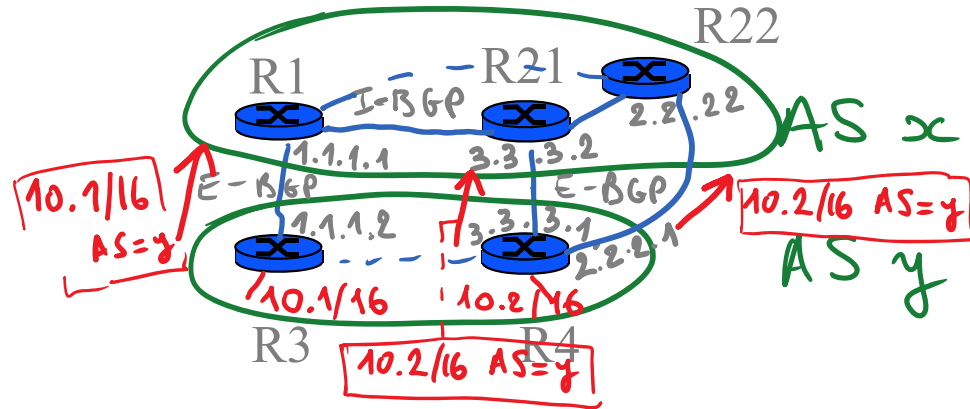 R22
R1
R21
I-BGP
2.2.22
AS x
1.1.1.1
3.3.3.2
10.1/16
AS=y
E-BGP
E-BGP
10.2/16 AS=y
1.1.1.2
3.3.3.1
2.2.2.1
AS y
10.1/16
10.2/16
R3
R4
10.2/16 AS=y